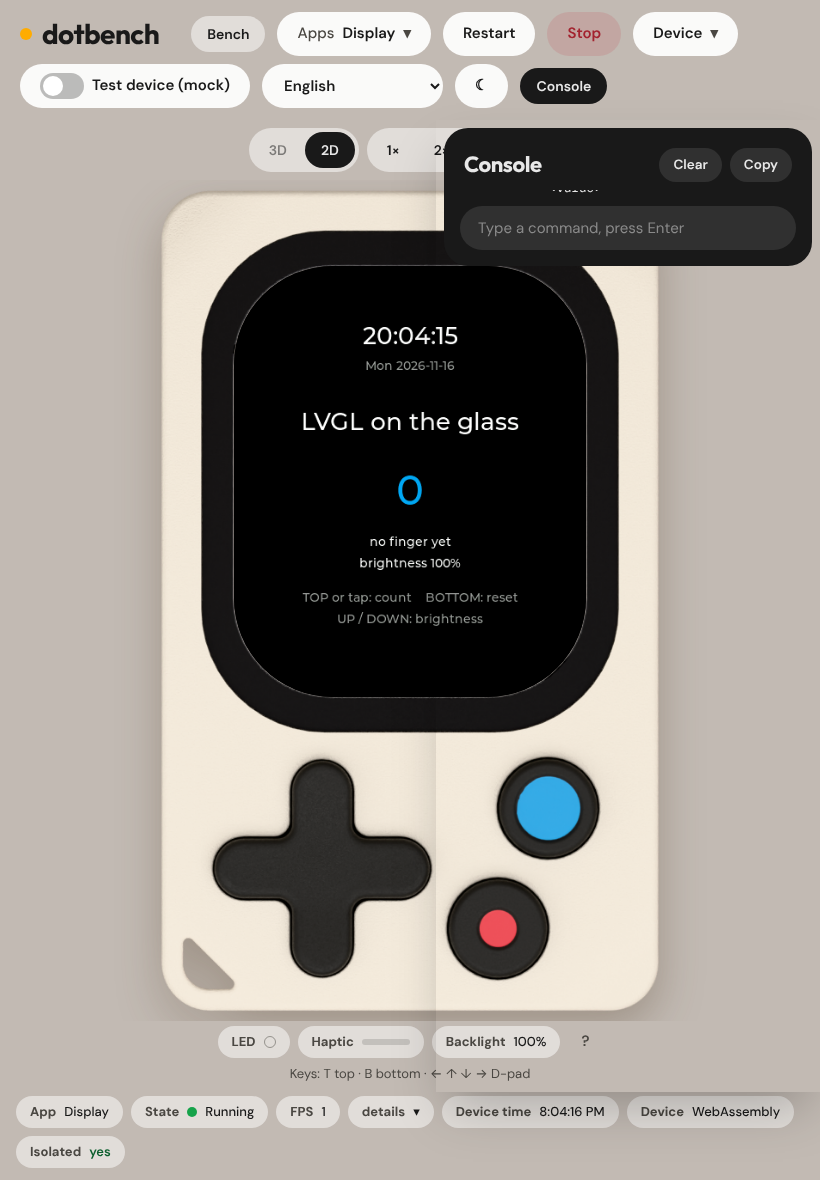 dotbench
Bench
Apps Display ▾
Restart
Stop
Device ▾
Test device (mock)
English
Console
3D
2D
1×
Console
Clear
Copy
Type a command, press Enter
20:04:15
Mon 2026-11-16
LVGL on the glass
0
no finger yet
brightness 100%
TOP or tap: count BOTTOM: reset
UP / DOWN: brightness
LED
Haptic
Backlight 100%
?
Keys: T top · B bottom · ← ↑ ↓ → D-pad
App Display
State Running
FPS 1
details ▾
Device time 8:04:16 PM
Device WebAssembly
Isolated yes